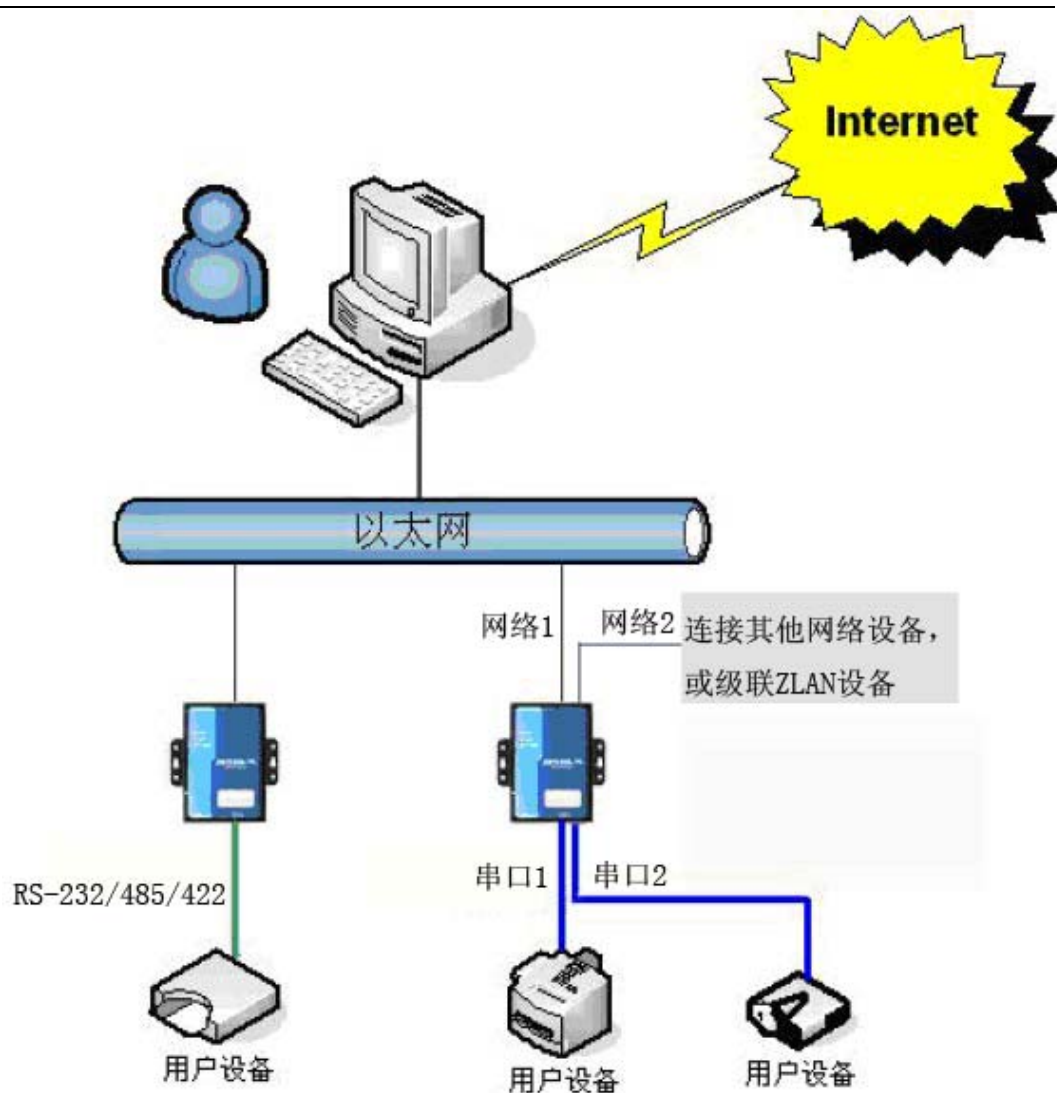 Internet
以太网
网络1
网络2
连接其他网络设备,
或级联ZLAN设备
串口1
串口2
RS-232/485/422
用户设备
用户设备
用户设备